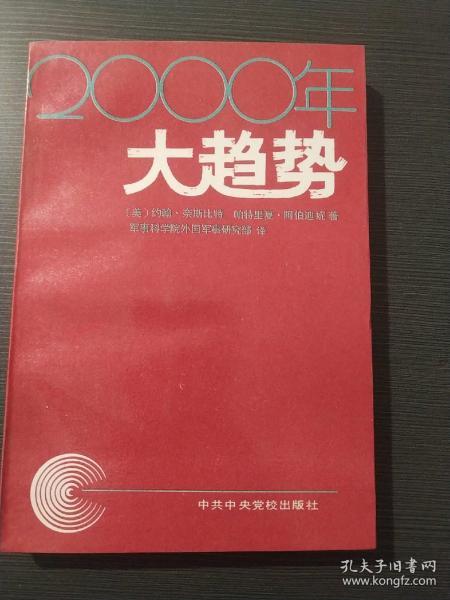 2000年
大趋势
〔美〕约翰·奈斯比特 帕特里夏·阿伯迪妮 著
军事科学院外国军事研究部 译
中共中央党校出版社
孔夫子旧书网
www.kongfz.com